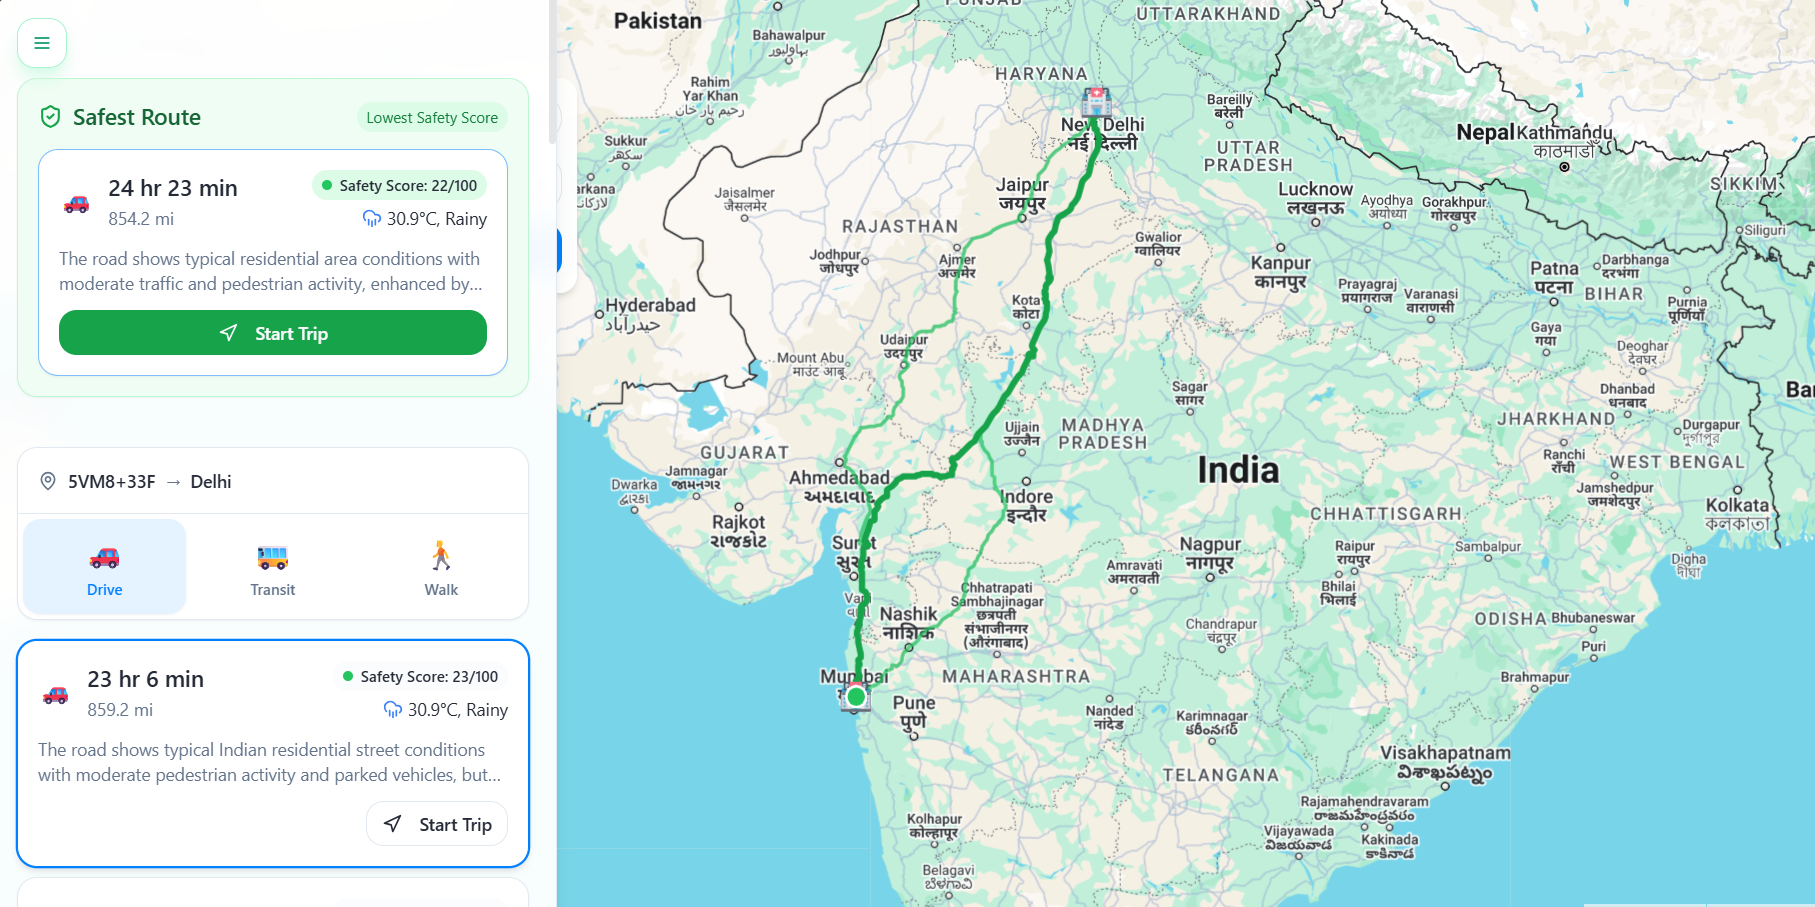 Safest Route
Lowest Safety Score
24 hr 23 min
Safety Score: 22/100
854.2 mi
30.9°C, Rainy
The road shows typical residential area conditions with
moderate traffic and pedestrian activity, enhanced by...
Start Trip
5VM8+33F → Delhi
Drive
Transit
Walk
23 hr 6 min
Safety Score: 23/100
859.2 mi
30.9°C, Rainy
The road shows typical Indian residential street conditions
with moderate pedestrian activity and parked vehicles, but...
Start Trip
Pakistan
PUNJAB
UTTARAKHAND
Bahawalpur
بہاولپور
HARYANA
Rahim
Yar Khan
رحیم یار خان
Bareilly
बरेली
New Delhi
नई दिल्ली
Nepal
Kathmandu
काठमाडौँ
Sukkur
سکھر
UTTAR
PRADESH
arkana
لاڑکانہ
Jaisalmer
जैसलमेर
Jaipur
जयपुर
Lucknow
लखनऊ
Ayodhya
अयोध्या
Gorakhpur
गोरखपुर
SIKKIM
RAJASTHAN
Siliguri
Gwalior
ग्वालियर
Jodhpur
जोधपुर
Ajmer
अजमेर
Kanpur
कानपुर
Patna
पटना
Darbhanga
दरभंगा
Prayagraj
प्रयागराज
Varanasi
वाराणसी
BIHAR
Purnia
पूर्णियाँ
Hyderabad
حیدرآباد
Kota
कोटा
Gaya
गया
Udaipur
उदयपुर
Deoghar
देवघर
Mount Abu
माउंट आबू
Sagar
सागर
Dhanbad
धनबाद
Ban
JHARKHAND
Ujjain
उज्जैन
MADHYA
PRADESH
Durgapur
দুর্গাপুর
GUJARAT
Ranchi
राँची
WEST BENGAL
India
Jamnagar
જામનગર
Ahmedabad
અમદાવાદ
Dwarka
દ્વારકા
Indore
इन्दौर
Jamshedpur
जमशेदपुर
Kolkata
কলকাতা
Rajkot
રાજકોટ
CHHATTISGARH
Surat
સુરત
Nagpur
नागपूर
Raipur
रायपुर
Sambalpur
Digha
দীঘা
Amravati
अमरावती
Bhilai
भिलाई
Chhatrapati
Sambhajinagar
छत्रपती
संभाजीनगर
(औरंगाबाद)
Nashik
नाशिक
Chandrapur
चंद्रपूर
ODISHA
Bhubaneswar
Puri
Mumbai
MAHARASHTRA
Brahmapur
Pune
पुणे
Nanded
नांदेड
Karimnagar
కరీంనగర్
Visakhapatnam
విశాఖపట్నం
TELANGANA
Rajamahendravaram
రాజమహేంద్రవరం
Kolhapur
कोल्हापूर
Vijayawada
విజయవాడ
Kakinada
కాకినాడ
Belagavi
ಬೆಳಗಾವಿ